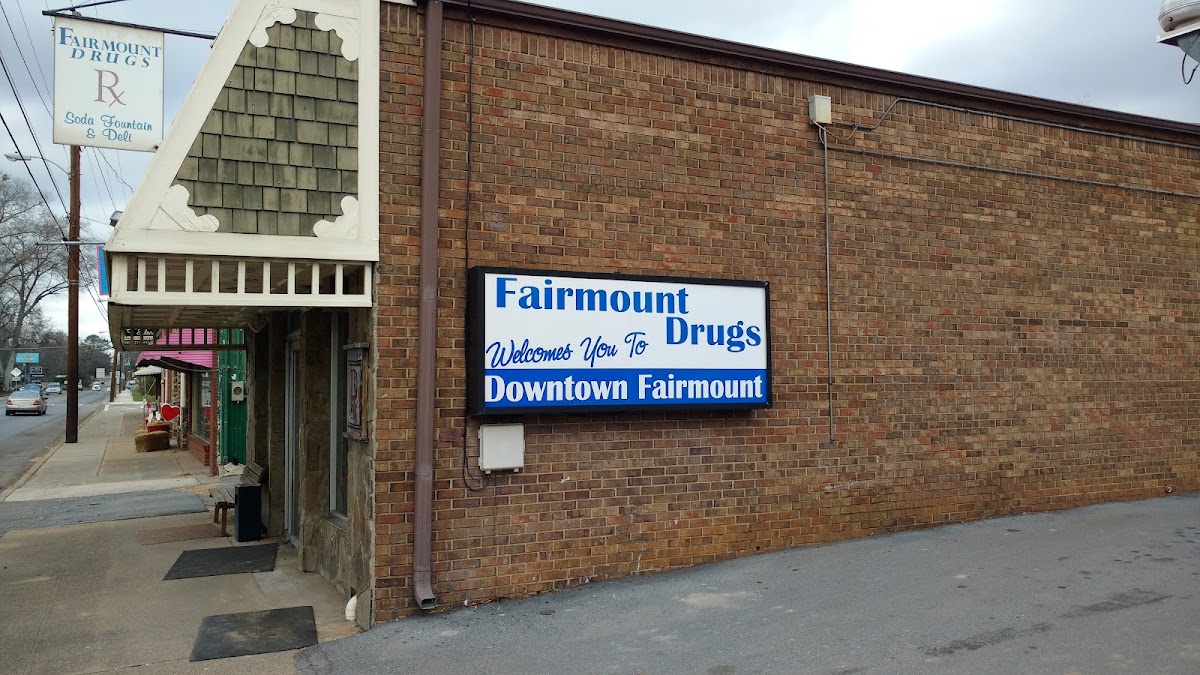 FAIRMOUNT
DRUGS
Rx
Soda Fountain
& Deli
Fairmount
Drugs
Welcomes You To
Downtown Fairmount